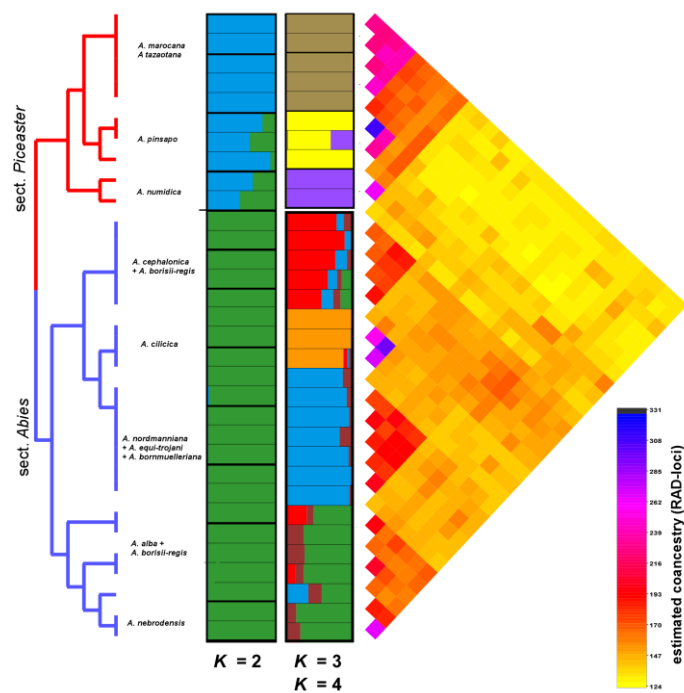 sect. Piceaster
sect. Abies
A. marocana
A tazaotana
A. pinsapo
A. numidica
A. cephalonica
+ A. borisii-regis
A. cilicica
A. nordmanniana
+ A. equi-trojani
+ A. bornmuelleriana
A. alba +
A. borisii-regis
A. nebrodensis
K = 2
K = 3
K = 4
331
308
285
262
239
216
193
170
147
124
estimated coancestry (RAD-loci)